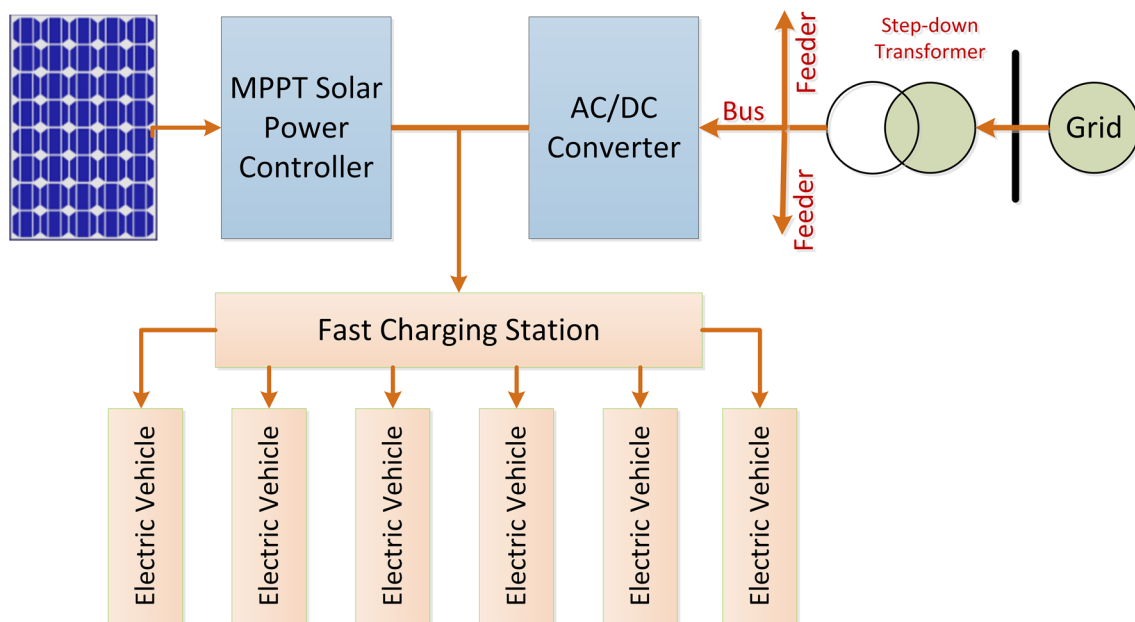 MPPT Solar
Power
Controller
AC/DC
Converter
Bus
Feeder
Feeder
Step-down
Transformer
Grid
Fast Charging Station
Electric Vehicle
Electric Vehicle
Electric Vehicle
Electric Vehicle
Electric Vehicle
Electric Vehicle